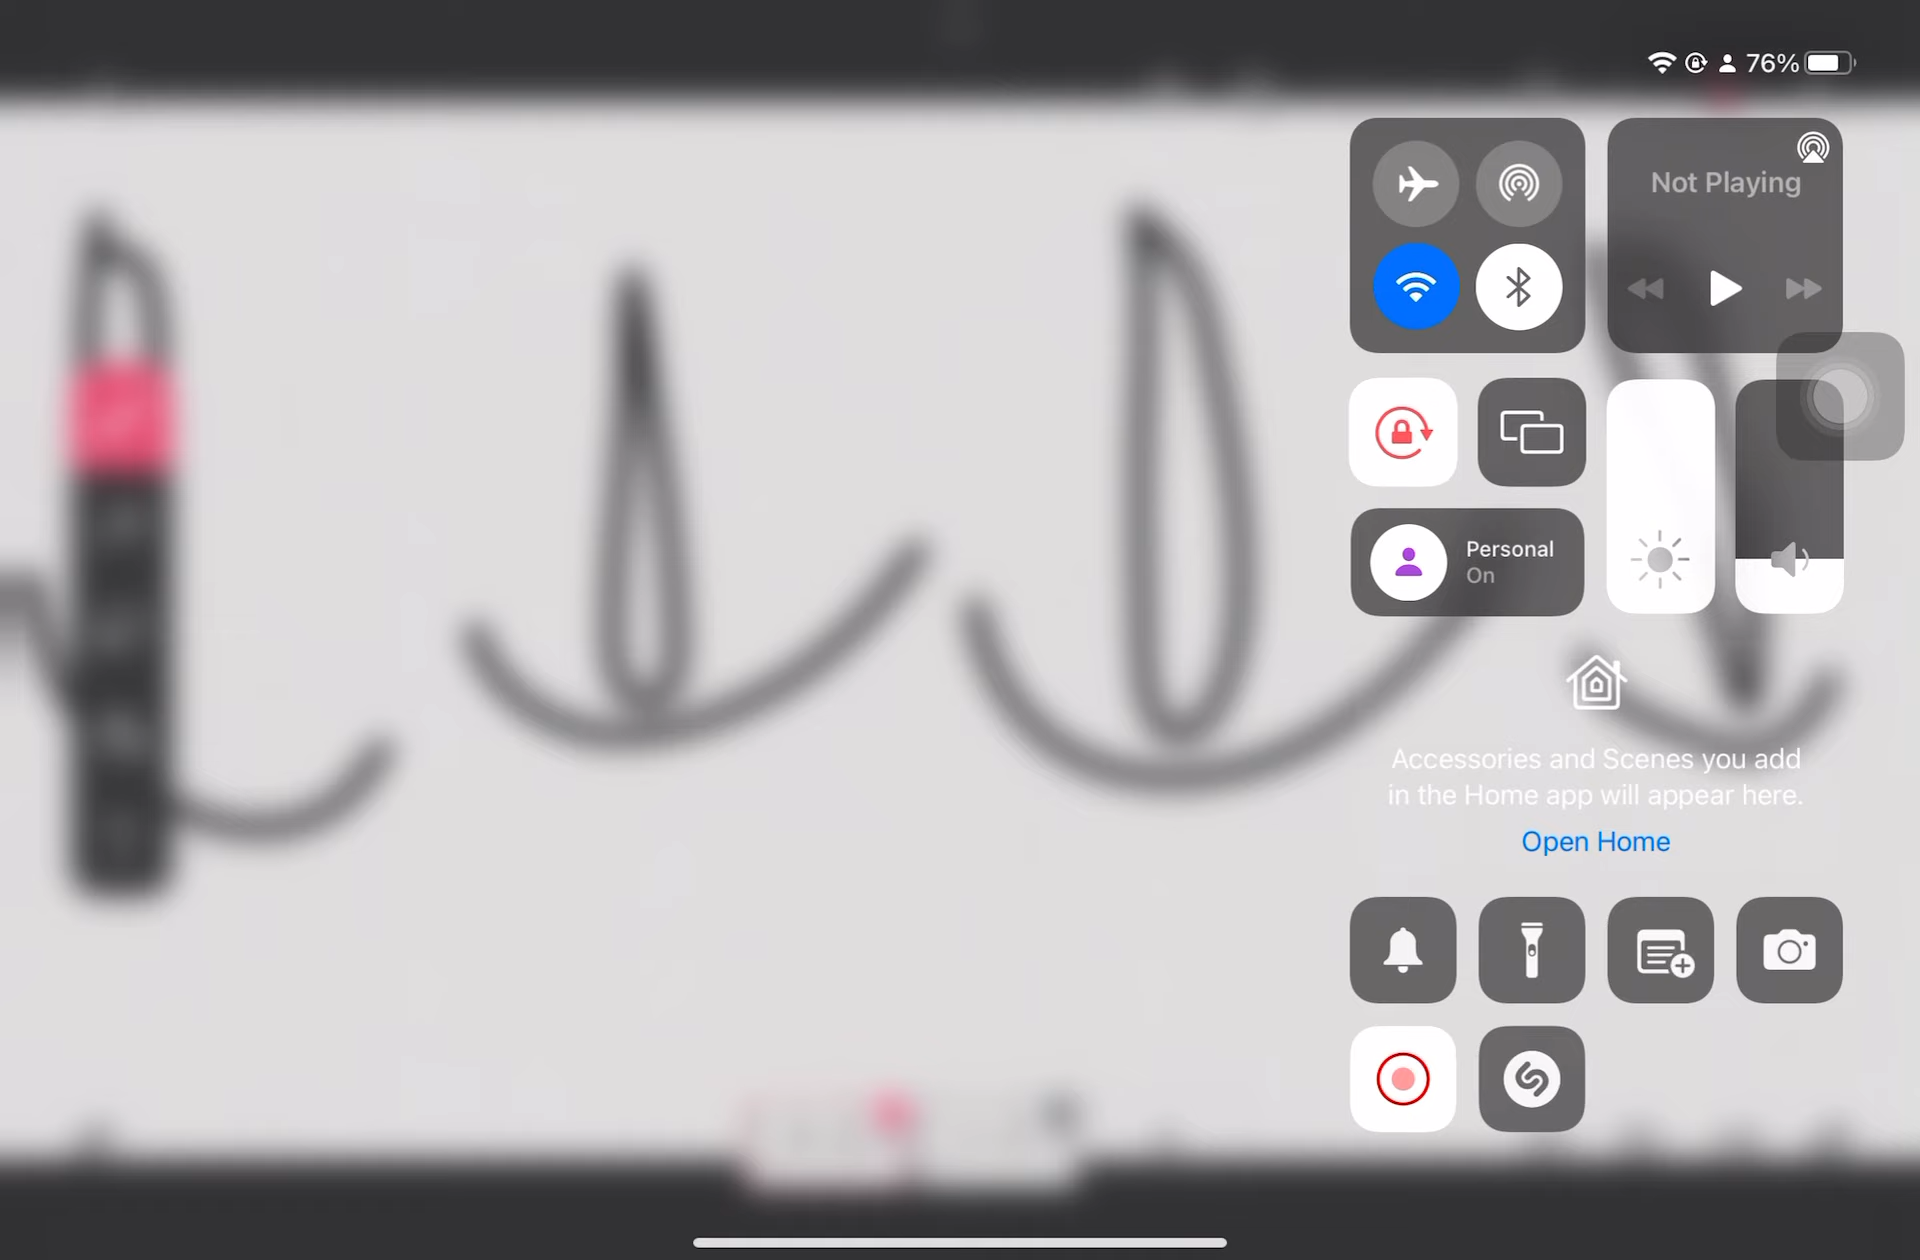 76%
Not Playing
Personal
On
Accessories and Scenes you add
in the Home app will appear here.
Open Home